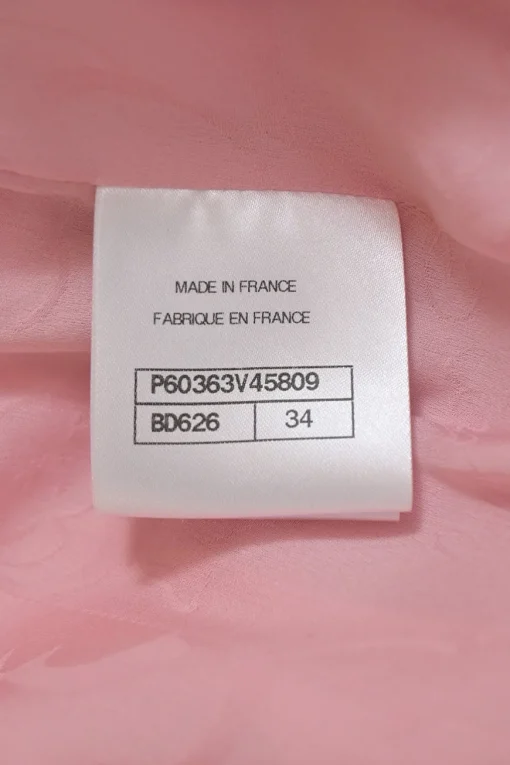 MADE IN FRANCE
FABRIQUE EN FRANCE
P60363V45809
BD626 34